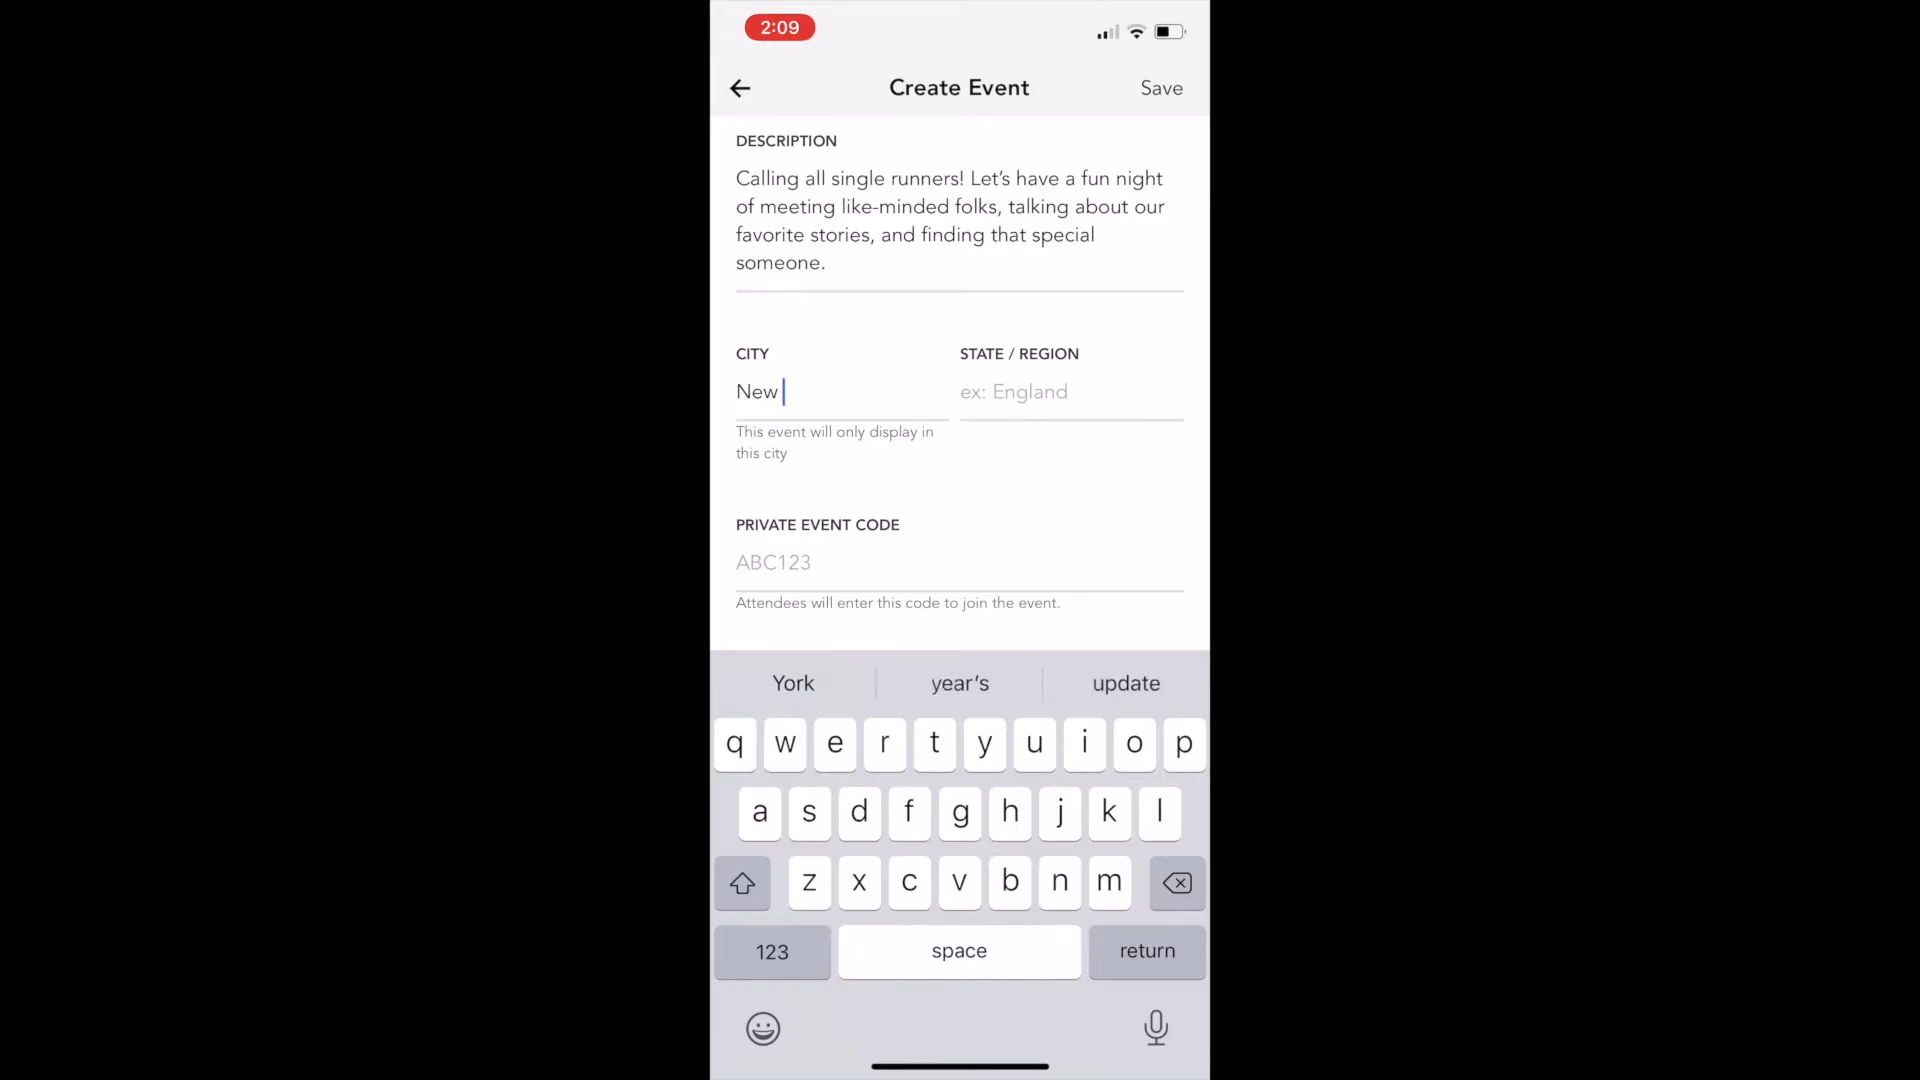 2:09
Create Event
Save
DESCRIPTION
Calling all single runners! Let's have a fun night
of meeting like-minded folks, talking about our
favorite stories, and finding that special
someone.
CITY
STATE / REGION
New
ex: England
This event will only display in
this city
PRIVATE EVENT CODE
ABC123
Attendees will enter this code to join the event.
York year's update
q w e r t y u i o p
a s d f g h j k l
z x c v b n m
123 space return